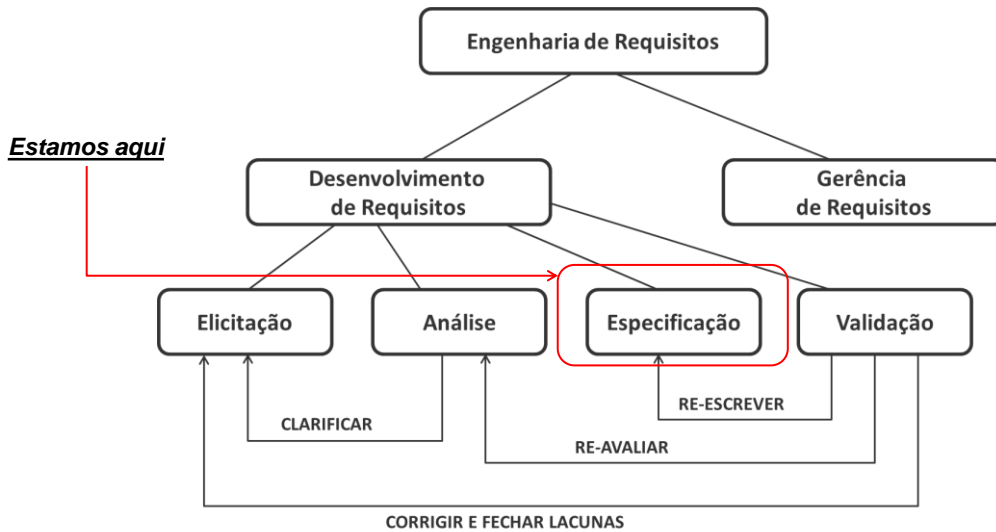 Engenharia de Requisitos
Estamos aqui
Desenvolvimento
de Requisitos
Gerência
de Requisitos
Elicitação
Análise
Especificação
Validação
RE-ESCREVER
CLARIFICAR
RE-AVALIAR
CORRIGIR E FECHAR LACUNAS